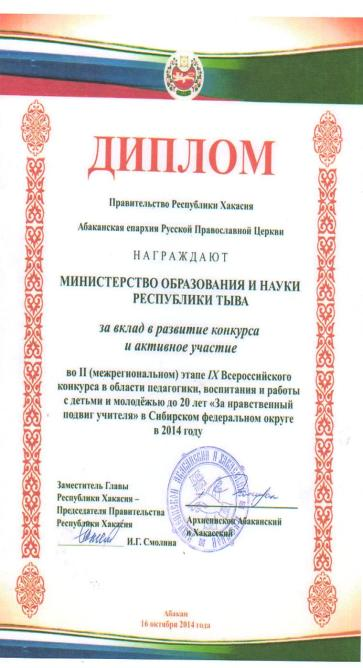 ДИПЛОМ
Правительство Республики Хакасия
Абаканская епархия Русской Православной Церкви
НАГРАЖДАЮТ
МИНИСТЕРСТВО ОБРАЗОВАНИЯ И НАУКИ
РЕСПУБЛИКИ ТЫВА
за вклад в развитие конкурса
и активное участие
во II (межрегиональном) этапе IX Всероссийского
конкурса в области педагогики, воспитания и работы
с детьми и молодёжью до 20 лет «За нравственный
подвиг учителя» в Сибирском федеральном округе
в 2014 году
Заместитель Главы
Республики Хакасия –
Председателя Правительства
Республики Хакасия
И.Г. Смолина
Архиепископ Абаканский
и Хакасский
Абакан
16 октября 2014 года